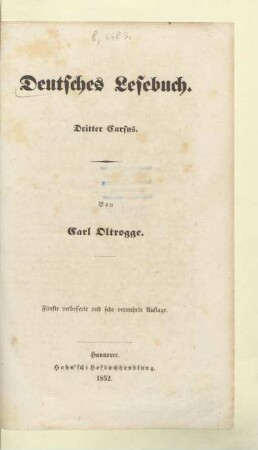 Deutsches Lesebuch.
Dritter Cursus.
Von
Carl Oltrogge.
Fünfte verbesserte und sehr vermehrte Auflage.
Hannover.
Hahn'sche Hofbuchhandlung.
1852.